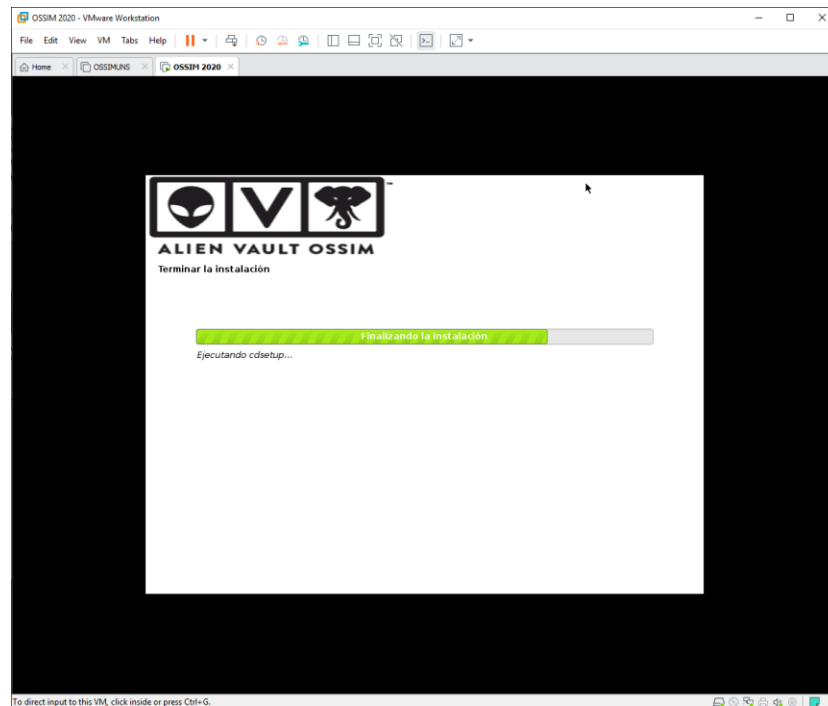 OSSIM 2020 - VMware Workstation
File Edit View VM Tabs Help
Home OSSIMUNS OSSIM 2020
™
ALIEN VAULT OSSIM
Terminar la instalación
Finalizando la instalación
Ejecutando cdsetup...
To direct input to this VM, click inside or press Ctrl+G.